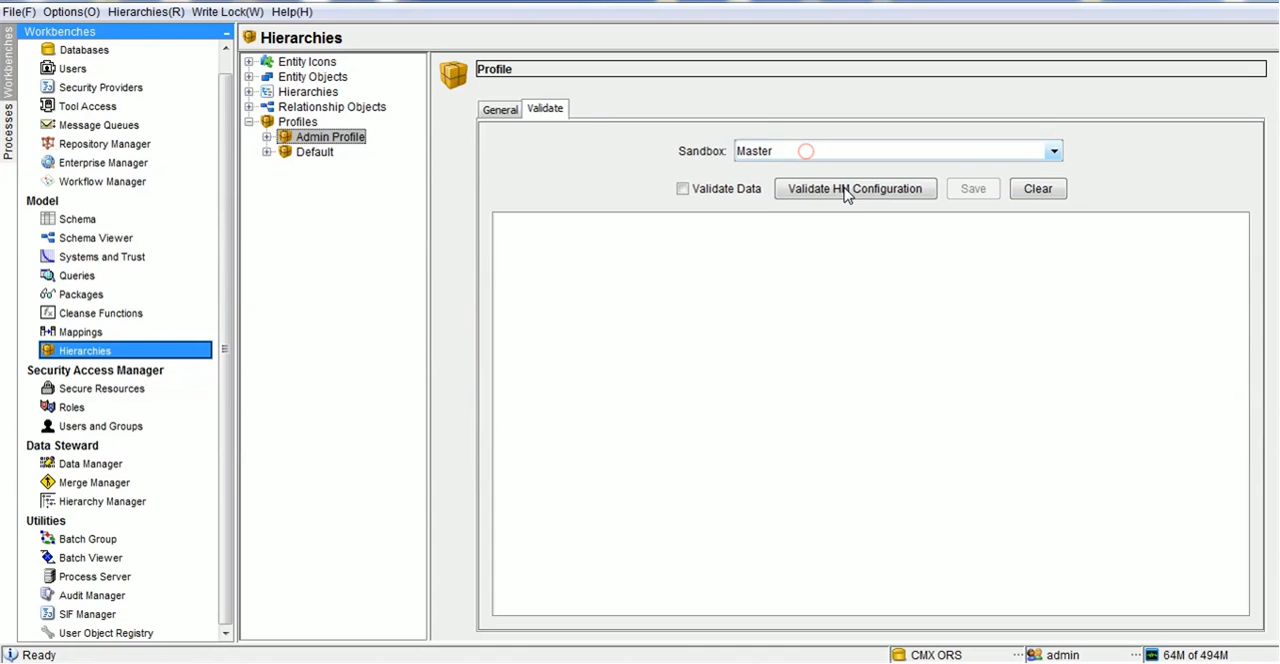 File(F) Options(O) Hierarchies(R) Write Lock(W) Help(H)
Workbenches
Processes
Workbenches
Databases
Users
Security Providers
Tool Access
Message Queues
Repository Manager
Enterprise Manager
Workflow Manager
Model
Schema
Schema Viewer
Systems and Trust
Queries
Packages
Cleanse Functions
Mappings
Hierarchies
Security Access Manager
Secure Resources
Roles
Users and Groups
Data Steward
Data Manager
Merge Manager
Hierarchy Manager
Utilities
Batch Group
Batch Viewer
Process Server
Audit Manager
SIF Manager
User Object Registry
Hierarchies
Entity Icons
Entity Objects
Hierarchies
Relationship Objects
Profiles
Admin Profile
Default
Profile
General Validate
Sandbox: Master
Validate Data Validate HM Configuration Save Clear
Ready CMX ORS admin 64M of 494M